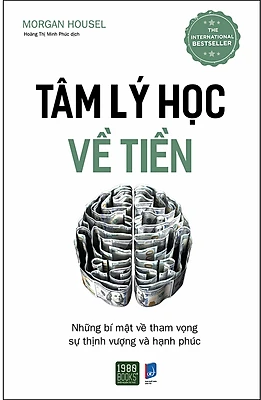 MORGAN HOUSEL
Hoàng Thị Minh Phúc dịch
THE
INTERNATIONAL
BESTSELLER
TÂM LÝ HỌC
VỀ TIỀN
Những bí mật về tham vọng
sự thịnh vượng và hạnh phúc
1980
BOOKS